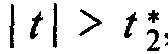 |t| > t₂*,